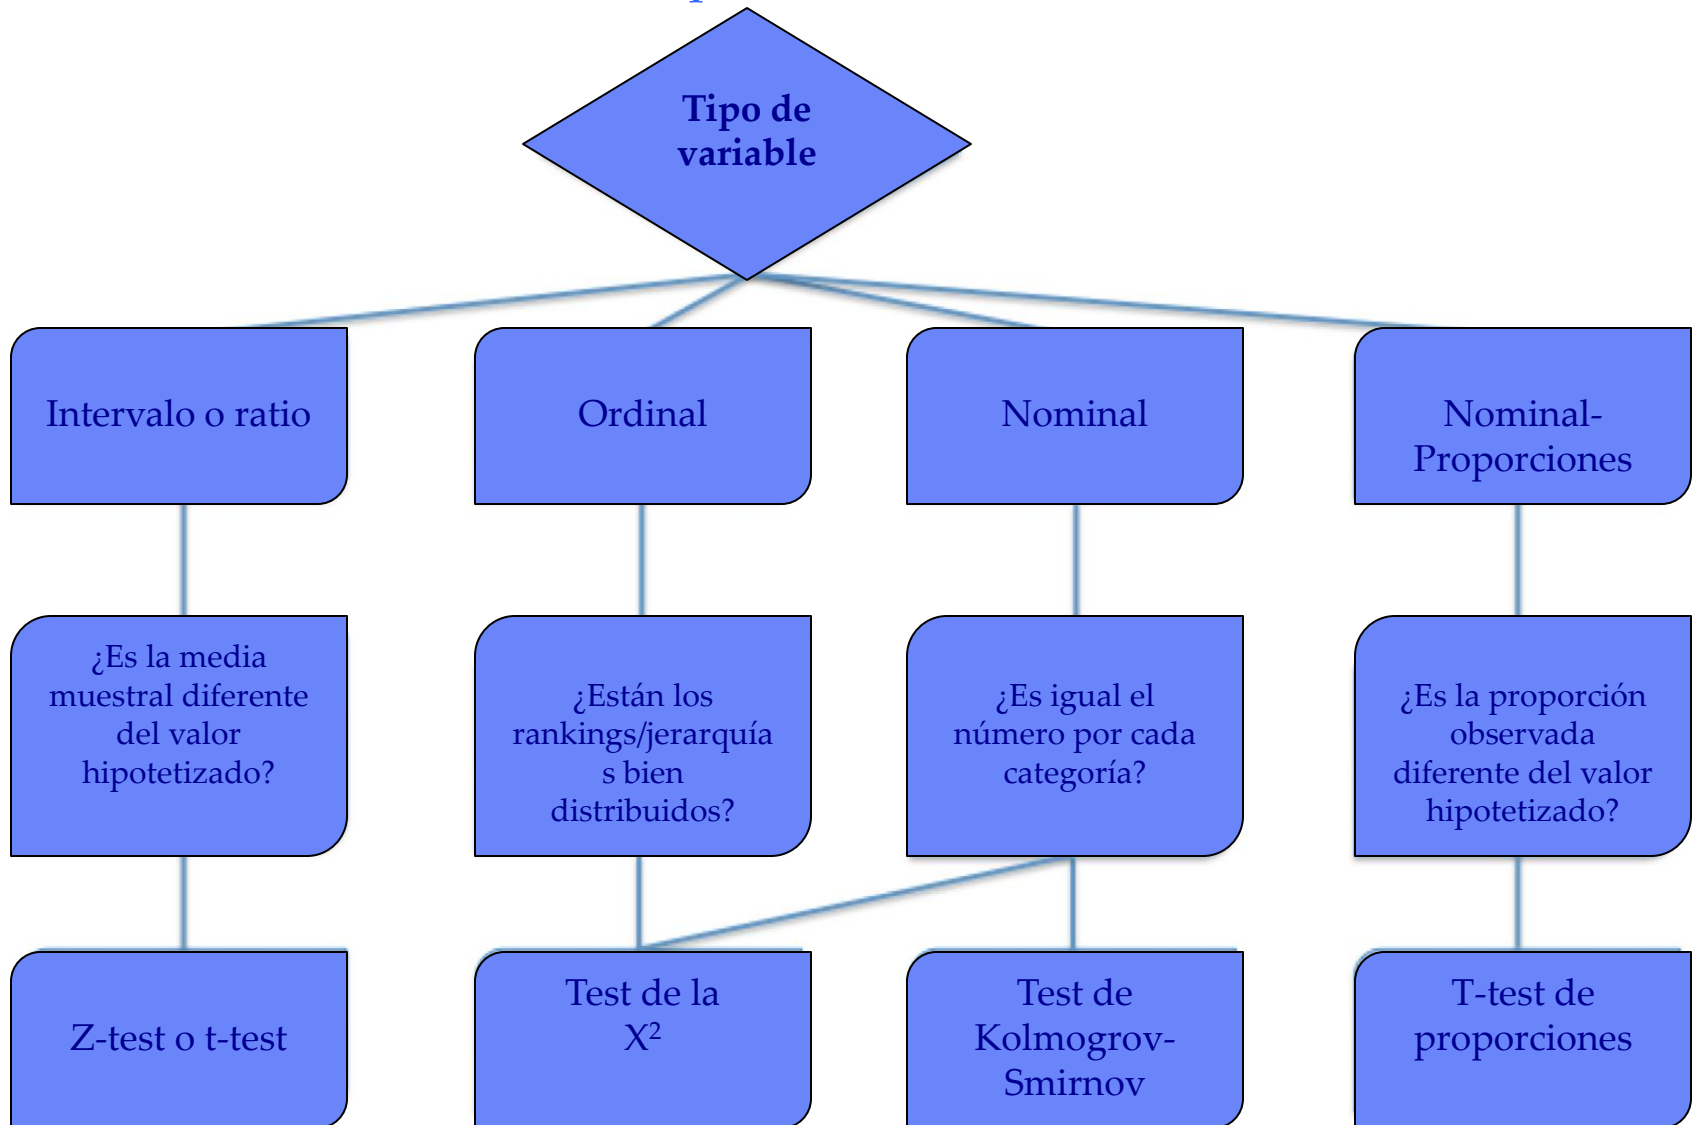 Tipo de
variable
Intervalo o ratio
Ordinal
Nominal
Nominal-
Proporciones
¿Es la media
muestral diferente
del valor
hipotetizado?
¿Están los
rankings/jerarquía
s bien
distribuidos?
¿Es igual el
número por cada
categoría?
¿Es la proporción
observada
diferente del valor
hipotetizado?
Z-test o t-test
Test de la
X²
Test de
Kolmogrov-
Smirnov
T-test de
proporciones